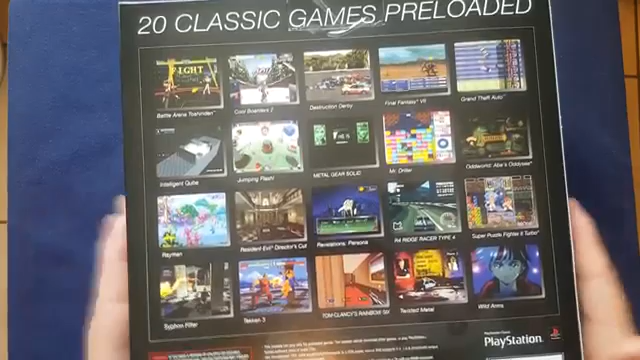 20 CLASSIC GAMES PRELOADED
FIGHT
Battle Arena Toshinden™
Cool Boarders 2
Destruction Derby
Final Fantasy® VII
Grand Theft Auto™
Intelligent Qube
Jumping Flash!
METAL GEAR SOLID
Mr. Driller
Oddworld: Abe's Oddysee®
Rayman
Resident Evil® Director's Cut
Revelations: Persona
R4 RIDGE RACER TYPE 4
Super Puzzle Fighter II Turbo®
Syphon Filter
Tekken 3
TOM CLANCY'S RAINBOW SIX
Twisted Metal
Wild Arms
PlayStation